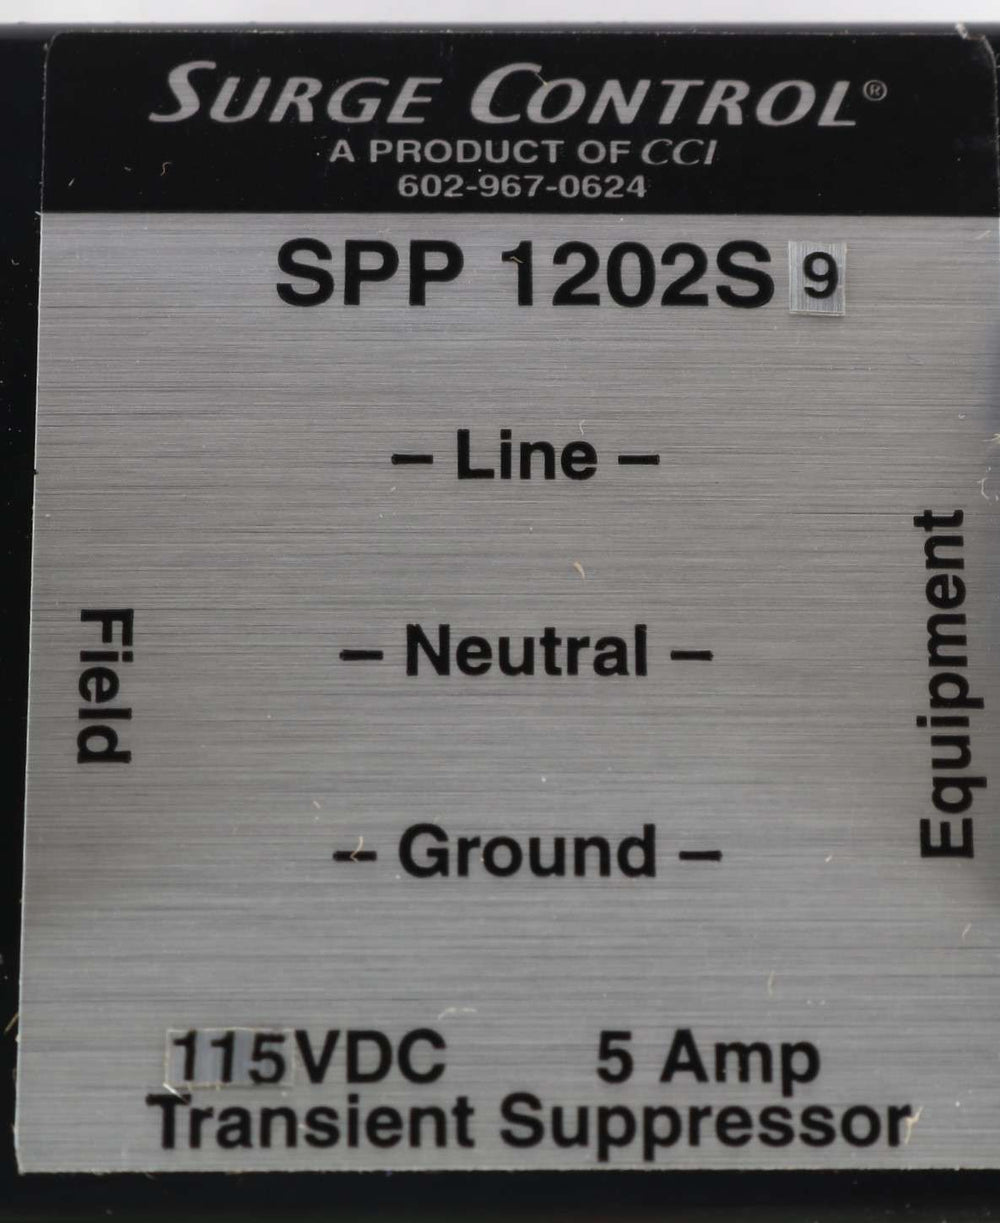 SURGE CONTROL®
A PRODUCT OF CCI
602-967-0624
SPP 1202S 9
– Line –
Field
– Neutral –
Equipment
– Ground –
115VDC 5 Amp
Transient Suppressor